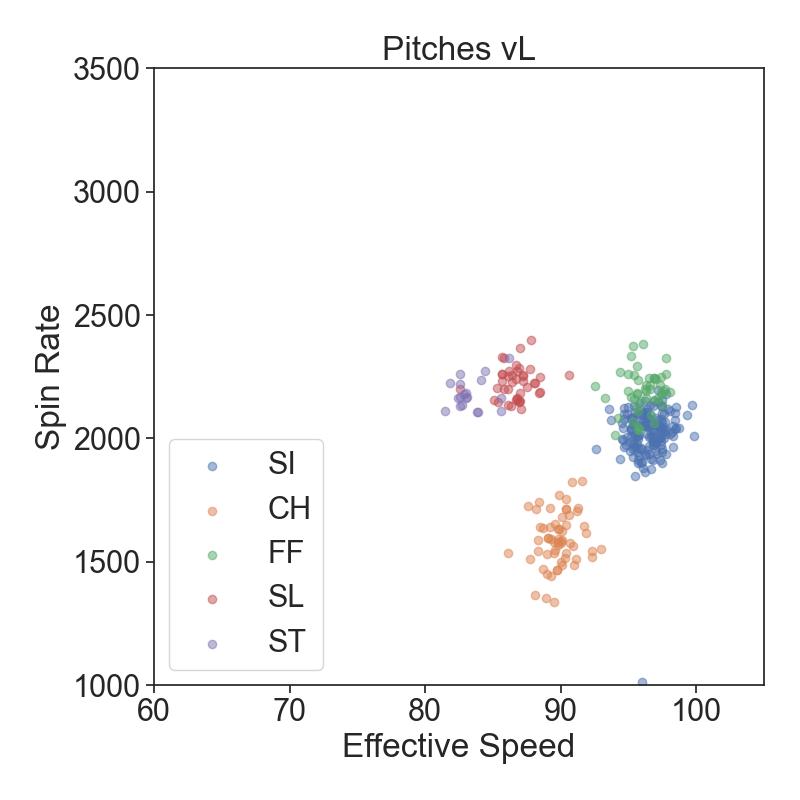 Pitches vL
3500
3000
2500
2000
1500
1000
Spin Rate
SI
CH
FF
SL
ST
60 70 80 90 100
Effective Speed